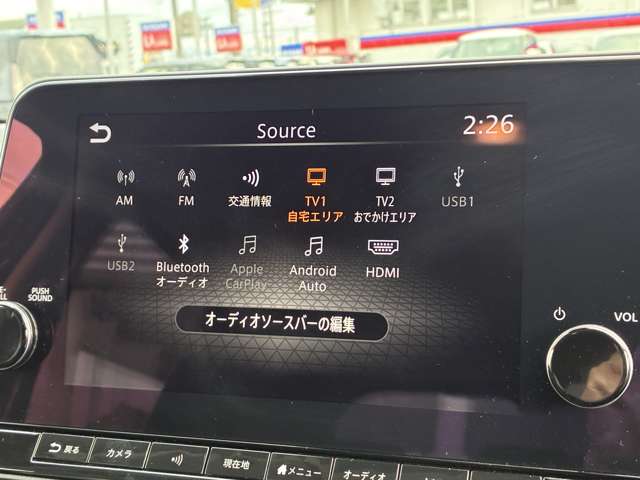 Source
2:26
AM
FM
交通情報
TV1
自宅エリア
TV2
おでかけエリア
USB1
USB2
Bluetooth
オーディオ
Apple
CarPlay
Android
Auto
HDMI
オーディオソースバーの編集
PUSH
SOUND
VOL
戻る
カメラ
現在地
メニュー
オーディオ